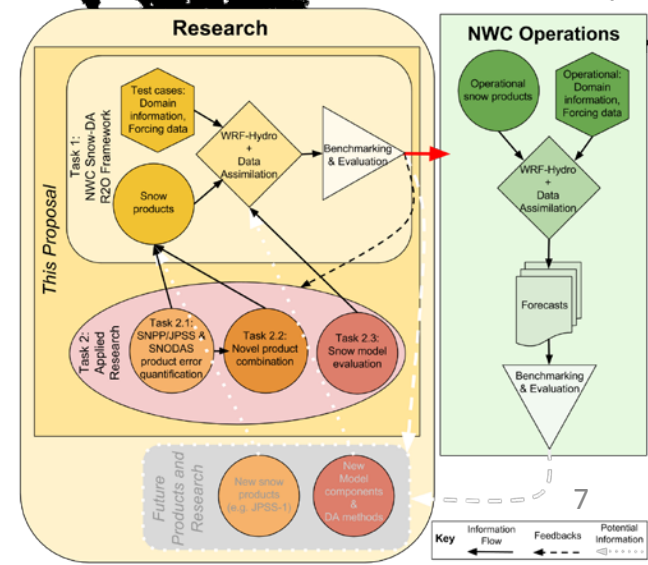 Research
This Proposal
Task 1:
NWC Snow-DA
R2O Framework
Test cases:
Domain
information,
Forcing data
Snow
products
WRF-Hydro
+
Data
Assimilation
Benchmarking
& Evaluation
Task 2:
Applied
Research
Task 2.1:
SNPP/JPSS &
SNODAS
product error
quantification.
Task 2.2:
Novel product
combination
Task 2.3:
Snow model
evaluation
Future
Products and
Research
New snow
products
(e.g. JPSS-1)
New
Model
components
&
DA methods
NWC Operations
Operational
snow products
Operational:
Domain
information,
Forcing data
WRF-Hydro
+
Data
Assimilation
Forecasts
Benchmarking
& Evaluation
7
Key
Information
Flow
Feedbacks
Potential
Information